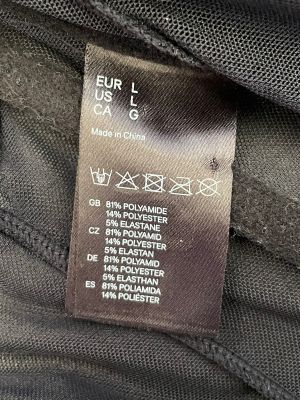 EUR L
US L
CA G
Made in China
GB 81% POLYAMIDE
14% POLYESTER
5% ELASTANE
CZ 81% POLYAMID
14% POLYESTER
5% ELASTAN
DE 81% POLYAMID
14% POLYESTER
5% ELASTHAN
ES 81% POLIAMIDA
14% POLIÉSTER